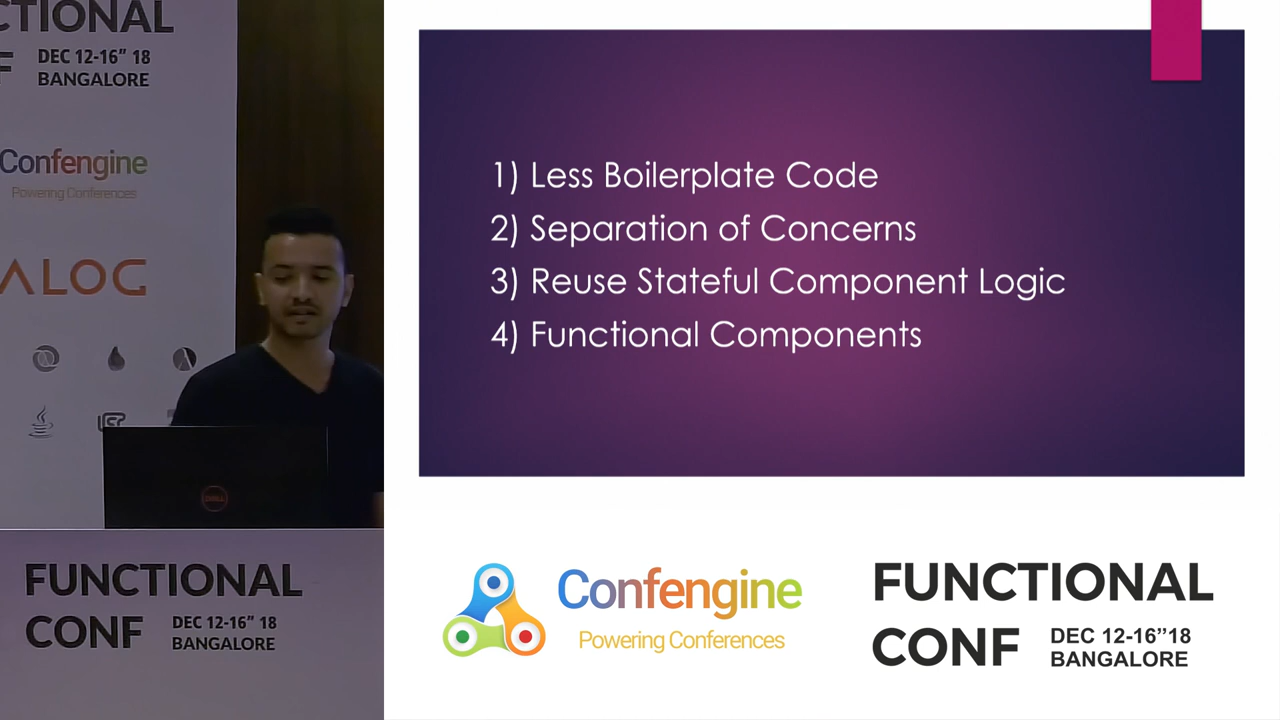 CTIONAL
F DEC 12-16” 18
BANGALORE
Confengine
Powering Conferences
ALOG
DELL
FUNCTIONAL
CONF DEC 12-16” 18
BANGALORE
1) Less Boilerplate Code
2) Separation of Concerns
3) Reuse Stateful Component Logic
4) Functional Components
Confengine
Powering Conferences
FUNCTIONAL
CONF DEC 12-16”18
BANGALORE